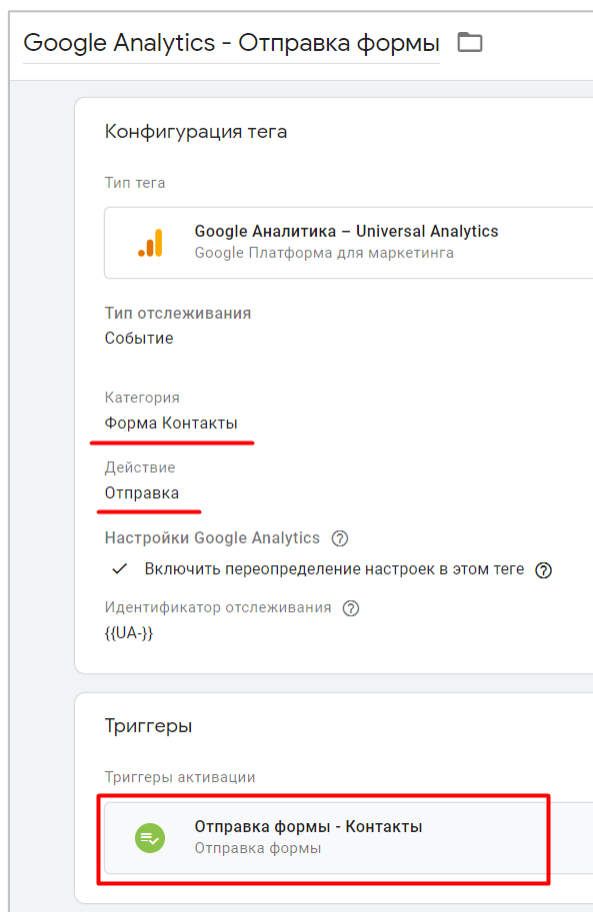 Google Analytics - Отправка формы
Конфигурация тега
Тип тега
Google Аналитика – Universal Analytics
Google Платформа для маркетинга
Тип отслеживания
Событие
Категория
Форма Контакты
Действие
Отправка
Настройки Google Analytics
Включить переопределение настроек в этом теге
Идентификатор отслеживания
{{UA-}}
Триггеры
Триггеры активации
Отправка формы - Контакты
Отправка формы